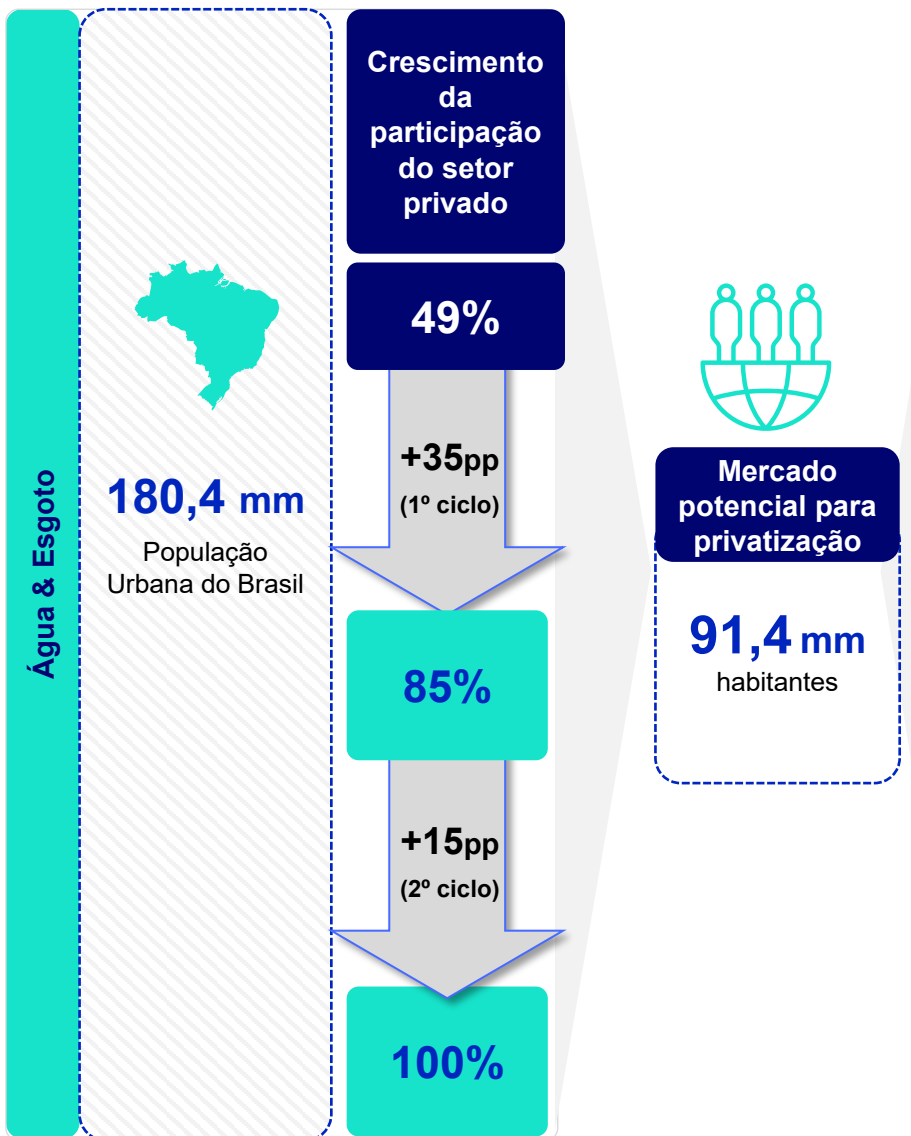 Água & Esgoto
180,4 mm
População
Urbana do Brasil
Crescimento
da
participação
do setor
privado
49%
+35pp
(1º ciclo)
85%
+15pp
(2º ciclo)
100%
Mercado
potencial para
privatização
91,4 mm
habitantes